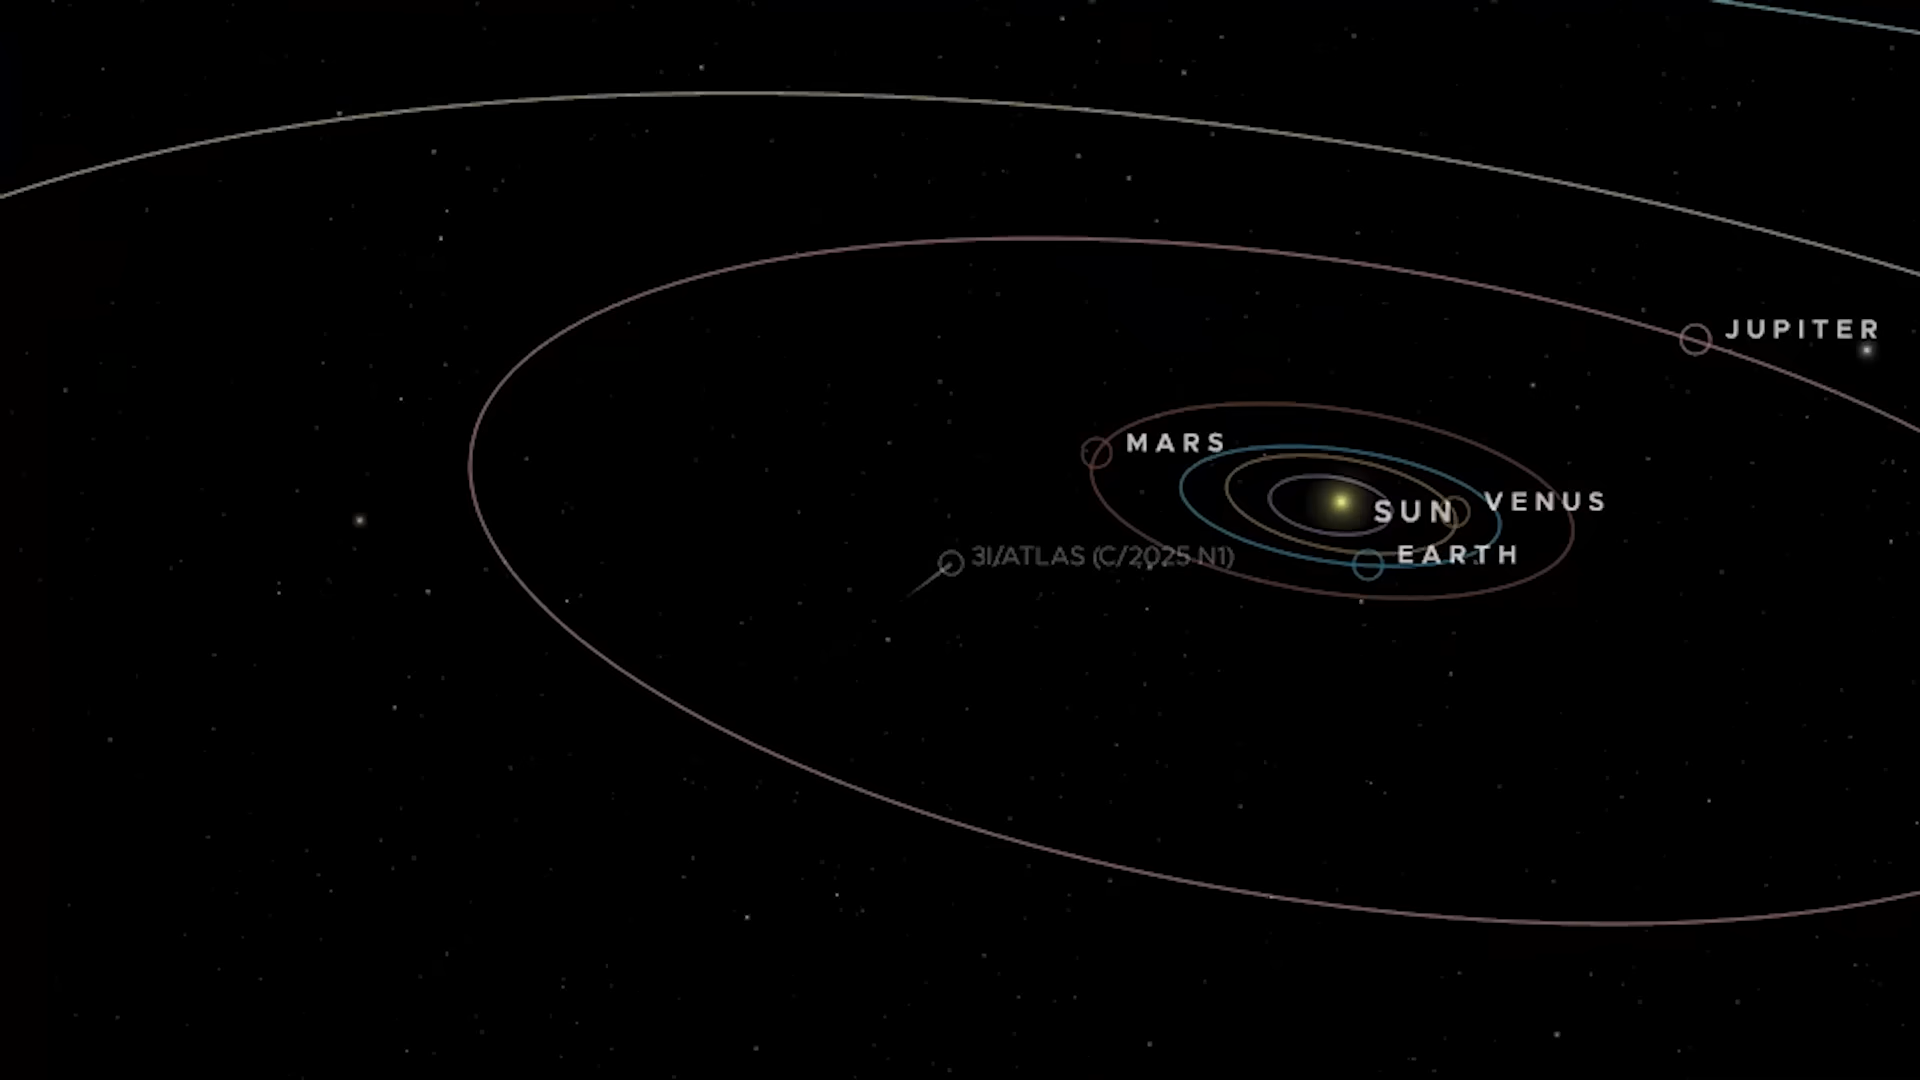 JUPITER
MARS
VENUS
SUN
EARTH
3I/ATLAS (C/2025 N1)